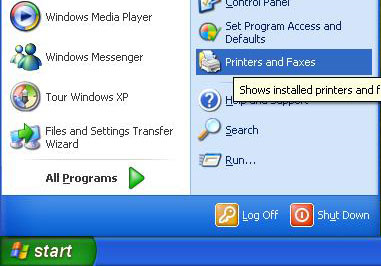 Windows Media Player
Windows Messenger
Tour Windows XP
Files and Settings Transfer
Wizard
All Programs
Control Panel
Set Program Access and
Defaults
Printers and Faxes
Shows installed printers and f
Help and Support
Search
Run...
Log Off
Shut Down
start